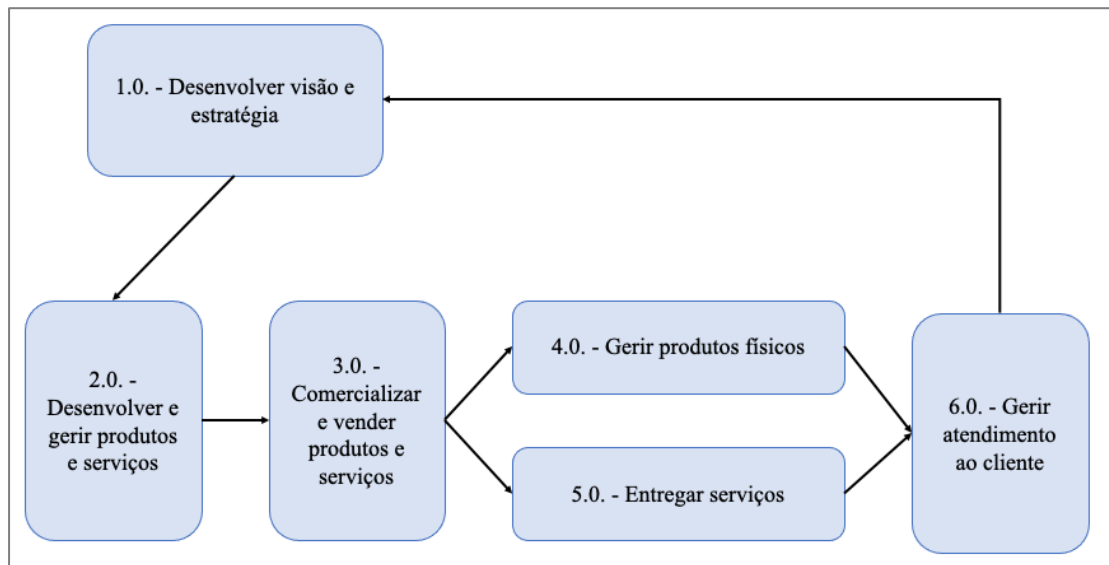 1.0. - Desenvolver visão e
estratégia
2.0. -
Desenvolver e
gerir produtos
e serviços
3.0. -
Comercializar
e vender
produtos e
serviços
4.0. - Gerir produtos físicos
5.0. - Entregar serviços
6.0. - Gerir
atendimento
ao cliente